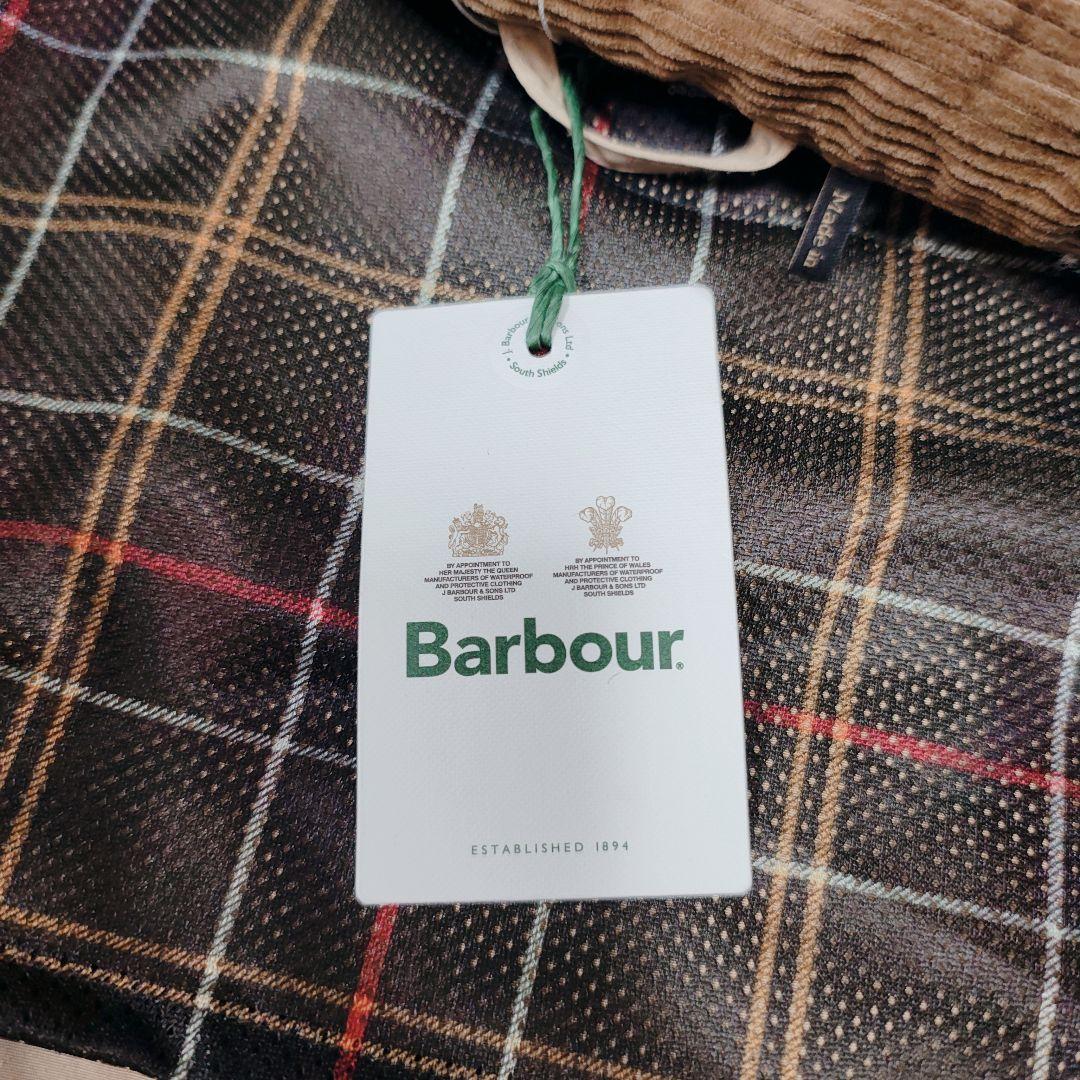 Made in
J. Barbour
ons Ltd
• South Shields •
BY APPOINTMENT TO
HER MAJESTY THE QUEEN
MANUFACTURERS OF WATERPROOF
AND PROTECTIVE CLOTHING
J BARBOUR & SONS LTD
SOUTH SHIELDS
BY APPOINTMENT TO
HRH THE PRINCE OF WALES
MANUFACTURERS OF WATERPROOF
AND PROTECTIVE CLOTHING
J BARBOUR & SONS LTD
SOUTH SHIELDS
Barbour®
ESTABLISHED 1894